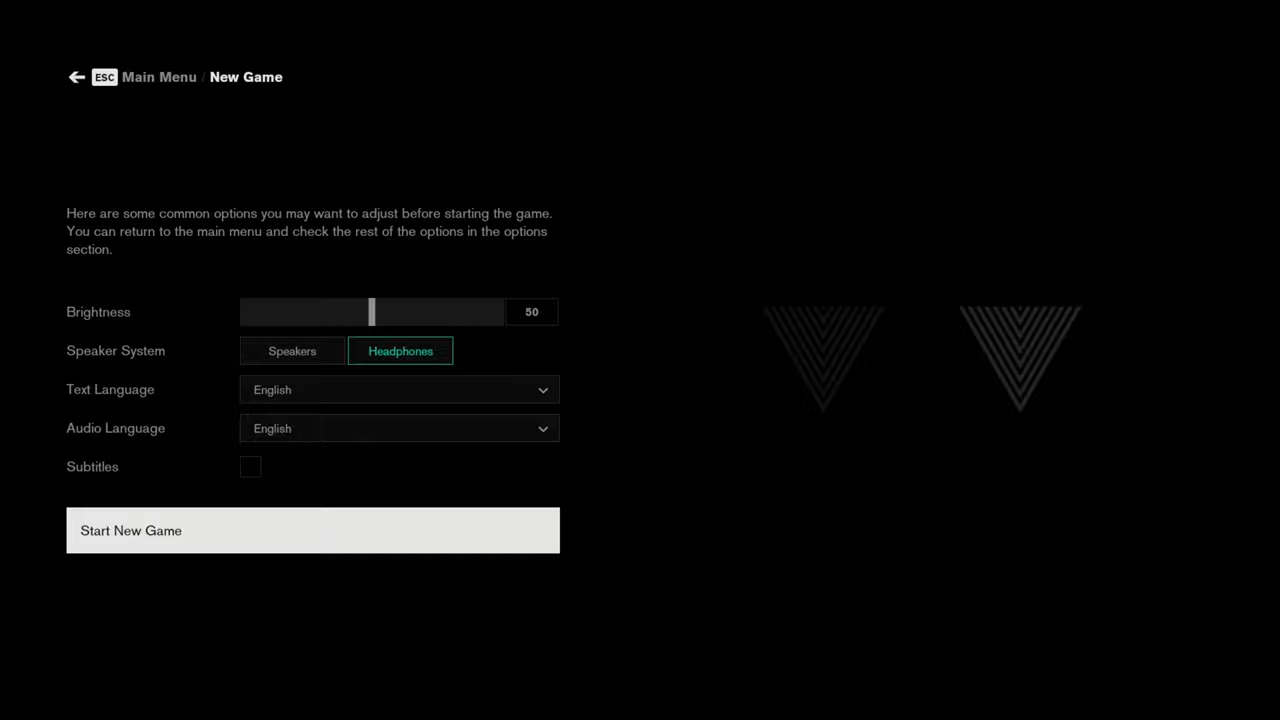 ESC Main Menu / New Game
Here are some common options you may want to adjust before starting the game.
You can return to the main menu and check the rest of the options in the options
section.
Brightness 50
Speaker System Speakers Headphones
Text Language English
Audio Language English
Subtitles
Start New Game